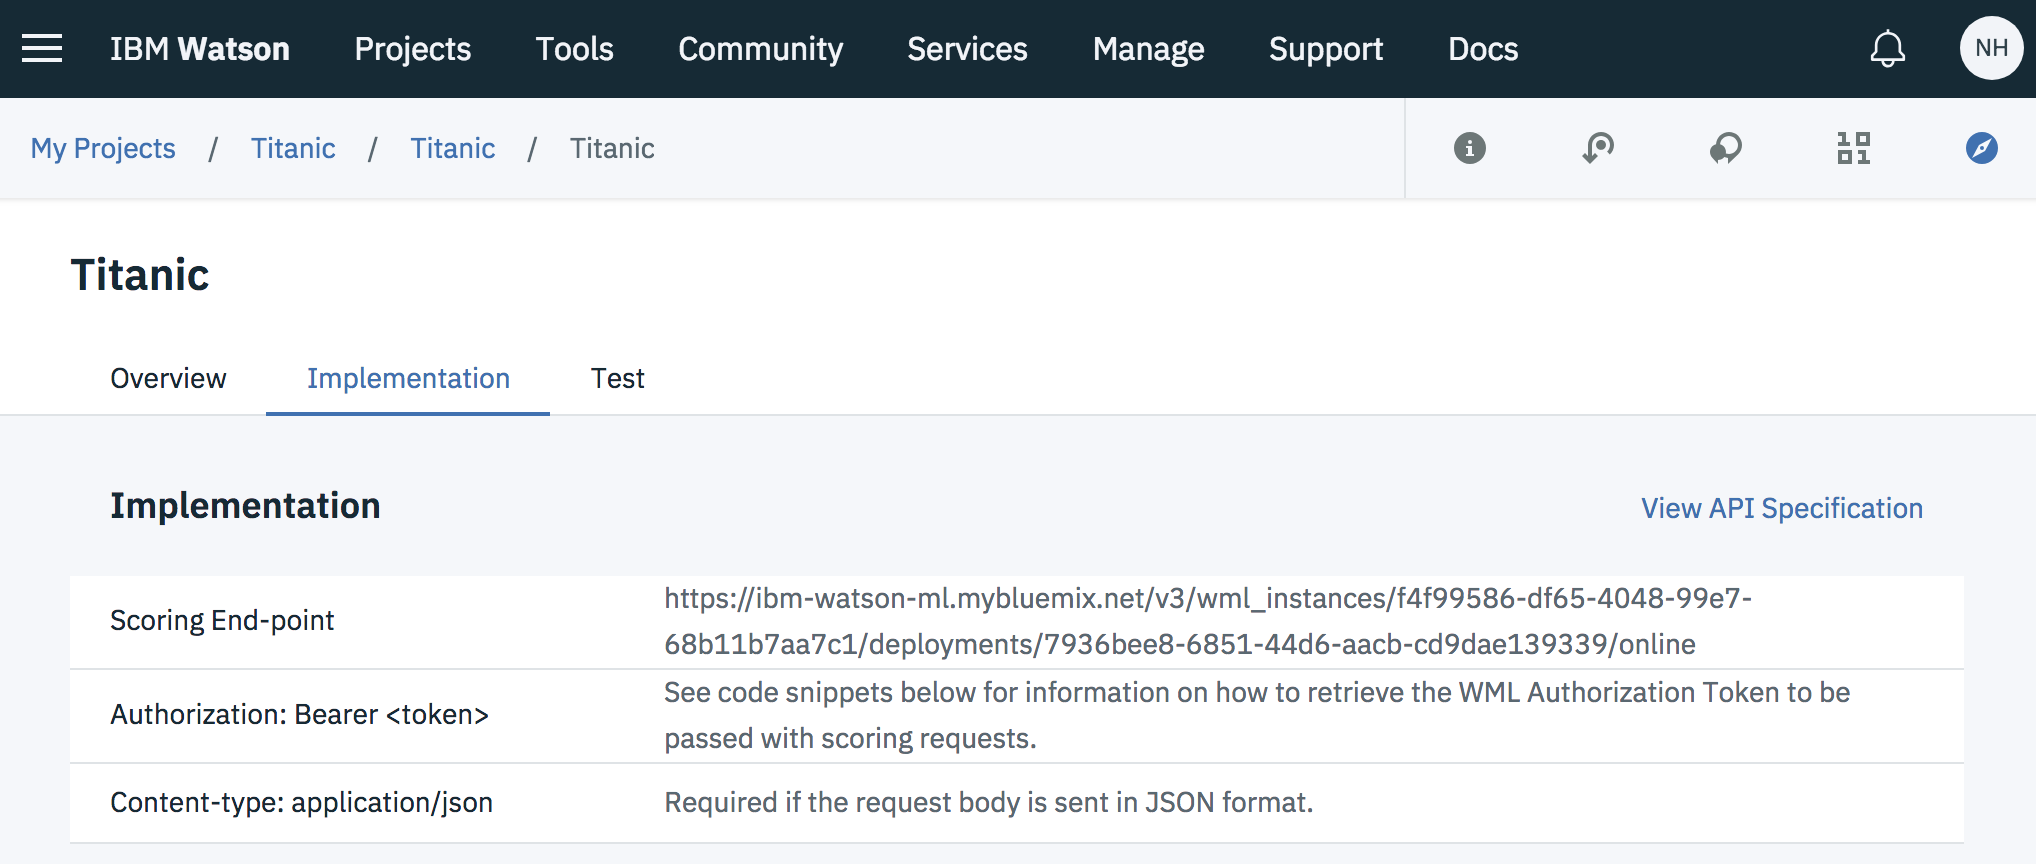 IBM Watson Projects Tools Community Services Manage Support Docs NH
My Projects / Titanic / Titanic / Titanic
Titanic
Overview Implementation Test
Implementation View API Specification
Scoring End-point
https://ibm-watson-ml.mybluemix.net/v3/wml_instances/f4f99586-df65-4048-99e7-
68b11b7aa7c1/deployments/7936bee8-6851-44d6-aacb-cd9dae139339/online
Authorization: Bearer <token>
See code snippets below for information on how to retrieve the WML Authorization Token to be
passed with scoring requests.
Content-type: application/json
Required if the request body is sent in JSON format.